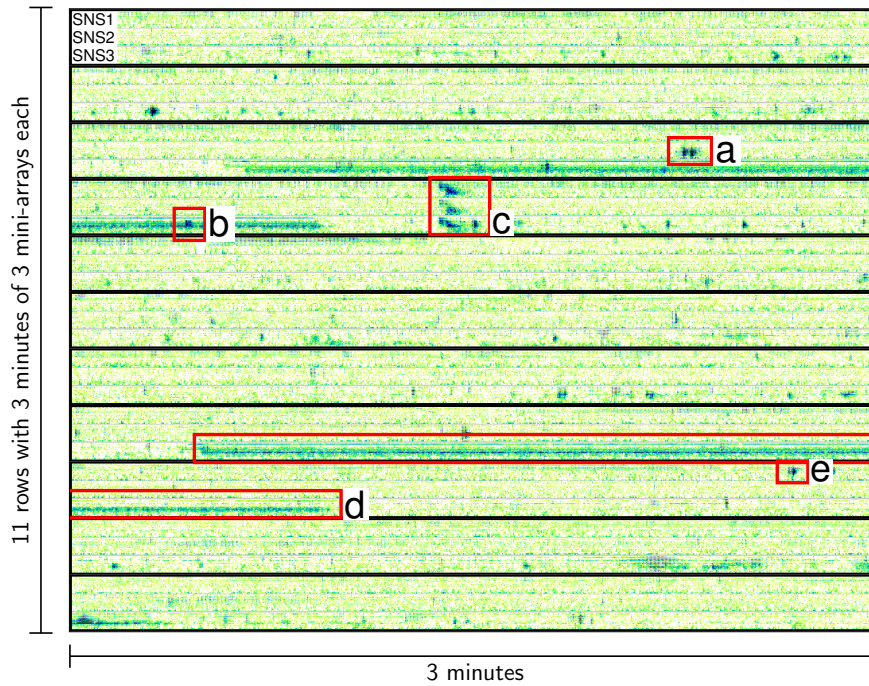 SNS1
SNS2
SNS3
11 rows with 3 minutes of 3 mini-arrays each
a
b
c
e
d
3 minutes